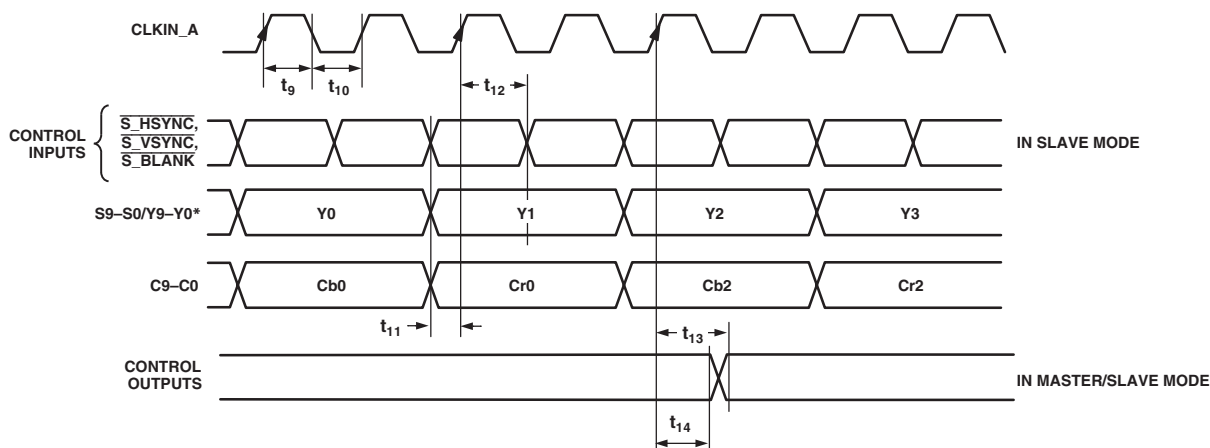 CLKIN_A
t9
t10
t12
CONTROL
INPUTS
S_HSYNC,
S_VSYNC,
S_BLANK
IN SLAVE MODE
S9–S0/Y9–Y0*
Y0
Y1
Y2
Y3
C9–C0
Cb0
Cr0
Cb2
Cr2
t11
t13
CONTROL
OUTPUTS
IN MASTER/SLAVE MODE
t14